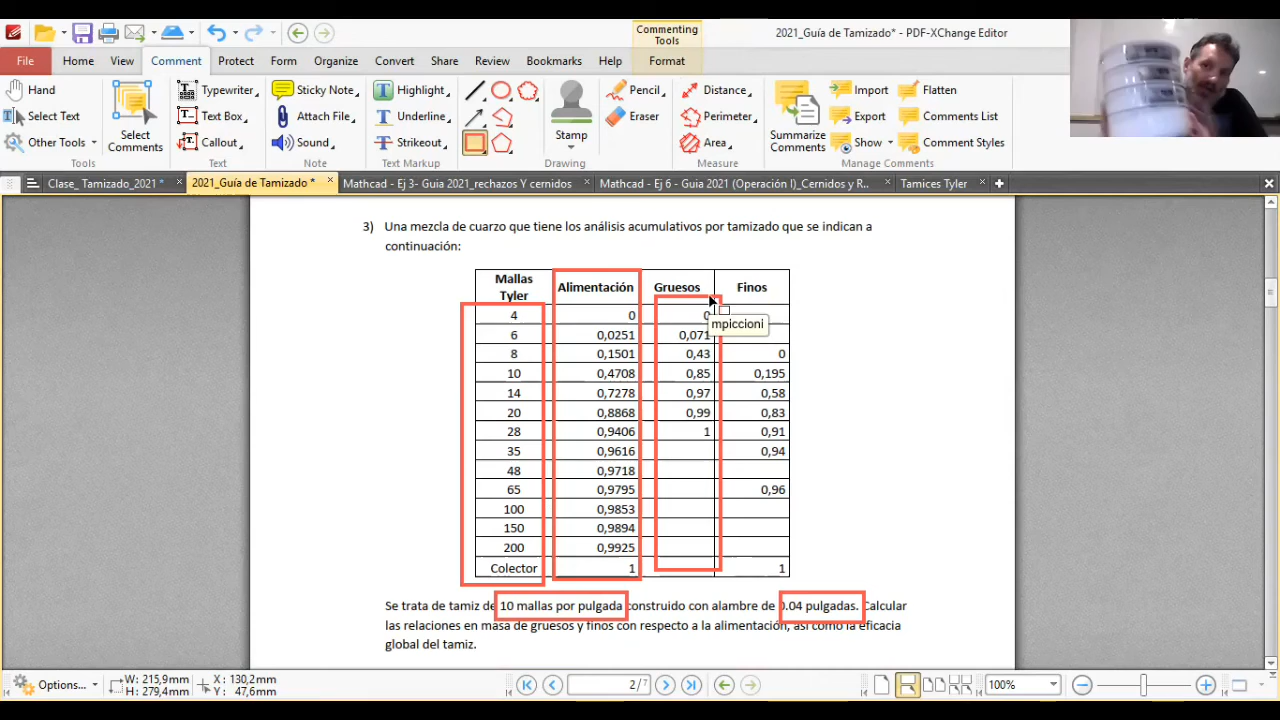 Commenting Tools
2021_Guía de Tamizado* - PDF-XChange Editor
File Home View Comment Protect Form Organize Convert Share Review Bookmarks Help Format
Hand
Select Text
Other Tools
Select Comments
Tools
Typewriter
Text Box
Callout
Text
Sticky Note
Attach File
Sound
Note
Highlight
Underline
Strikeout
Text Markup
Stamp
Pencil
Eraser
Drawing
Distance
Perimeter
Area
Measure
Summarize Comments
Import
Export
Show
Flatten
Comments List
Comment Styles
Manage Comments
Clase_ Tamizado_2021 *
2021_Guía de Tamizado *
Mathcad - Ej 3- Guia 2021_rechazos Y cernidos
Mathcad - Ej 6 - Guia 2021 (Operación I)_Cernidos y R...
Tamices Tyler
3) Una mezcla de cuarzo que tiene los análisis acumulativos por tamizado que se indican a
continuación:
Mallas Tyler Alimentación Gruesos Finos
4 0 0
6 0,0251 0,071
8 0,1501 0,43 0
10 0,4708 0,85 0,195
14 0,7278 0,97 0,58
20 0,8868 0,99 0,83
28 0,9406 1 0,91
35 0,9616 0,94
48 0,9718
65 0,9795 0,96
100 0,9853
150 0,9894
200 0,9925
Colector 1 1
mpiccioni
Se trata de tamiz de 10 mallas por pulgada construido con alambre de 0.04 pulgadas. Calcular
las relaciones en masa de gruesos y finos con respecto a la alimentación, así como la eficacia
global del tamiz.
Options...
W: 215,9mm
H: 279,4mm
X: 130,2mm
Y: 47,6mm
2/7
100%